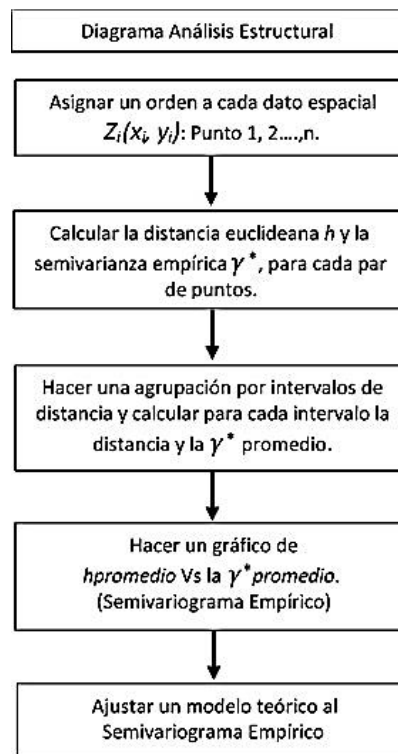 Diagrama Análisis Estructural
Asignar un orden a cada dato espacial
Zᵢ(xᵢ, yᵢ): Punto 1, 2....,n.
Calcular la distancia euclideana h y la
semivarianza empírica γ*, para cada par
de puntos.
Hacer una agrupación por intervalos de
distancia y calcular para cada intervalo la
distancia y la γ* promedio.
Hacer un gráfico de
hpromedio Vs la γ*promedio.
(Semivariograma Empírico)
Ajustar un modelo teórico al
Semivariograma Empírico